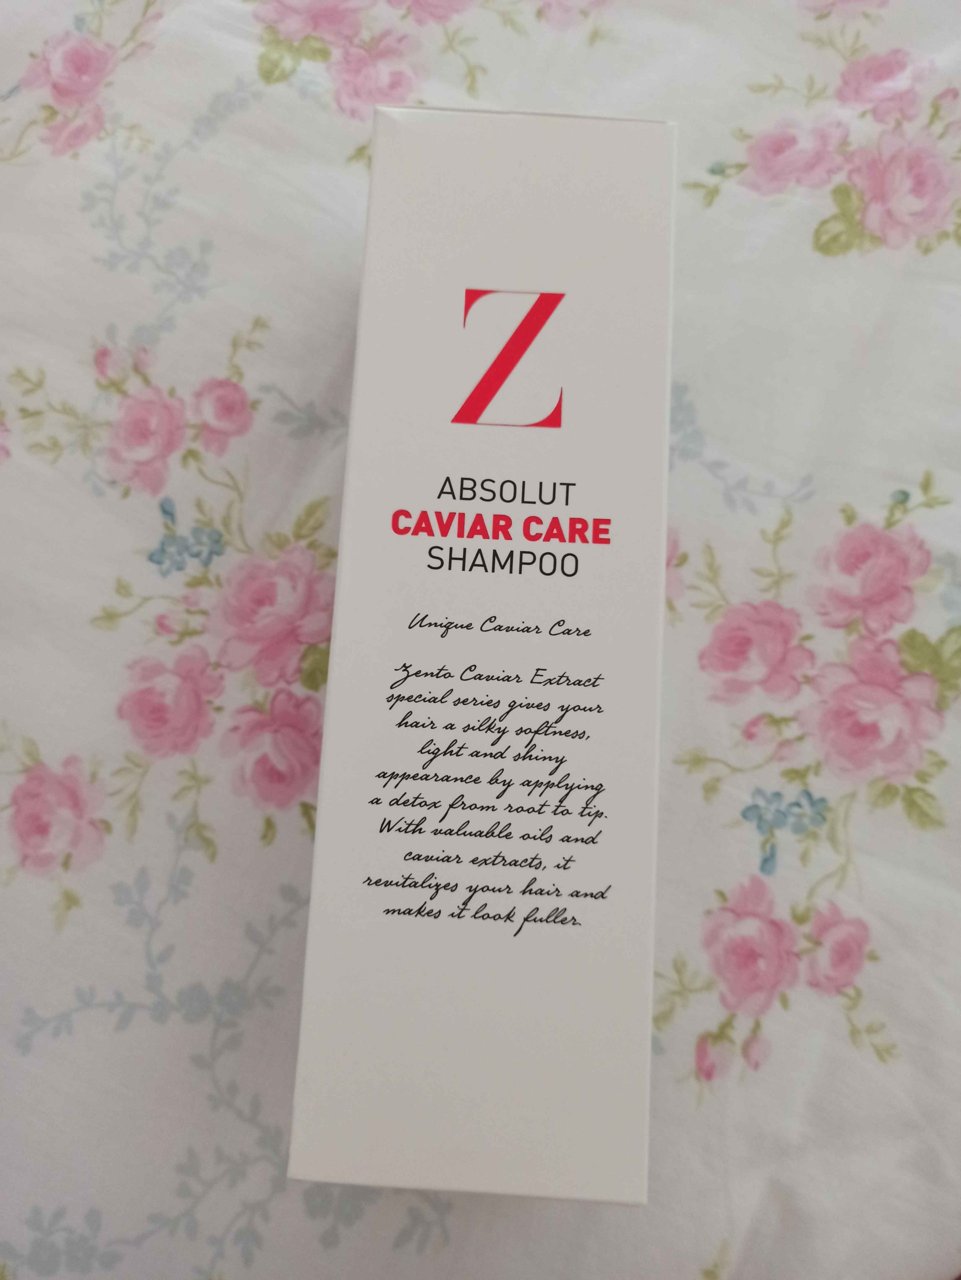 Z
ABSOLUT
CAVIAR CARE
SHAMPOO
Unique Caviar Care
Zento Caviar Extract
special series gives your
hair a silky softness,
light and shiny
appearance by applying
a detox from root to tip.
With valuable oils and
caviar extracts, it
revitalizes your hair and
makes it look fuller.